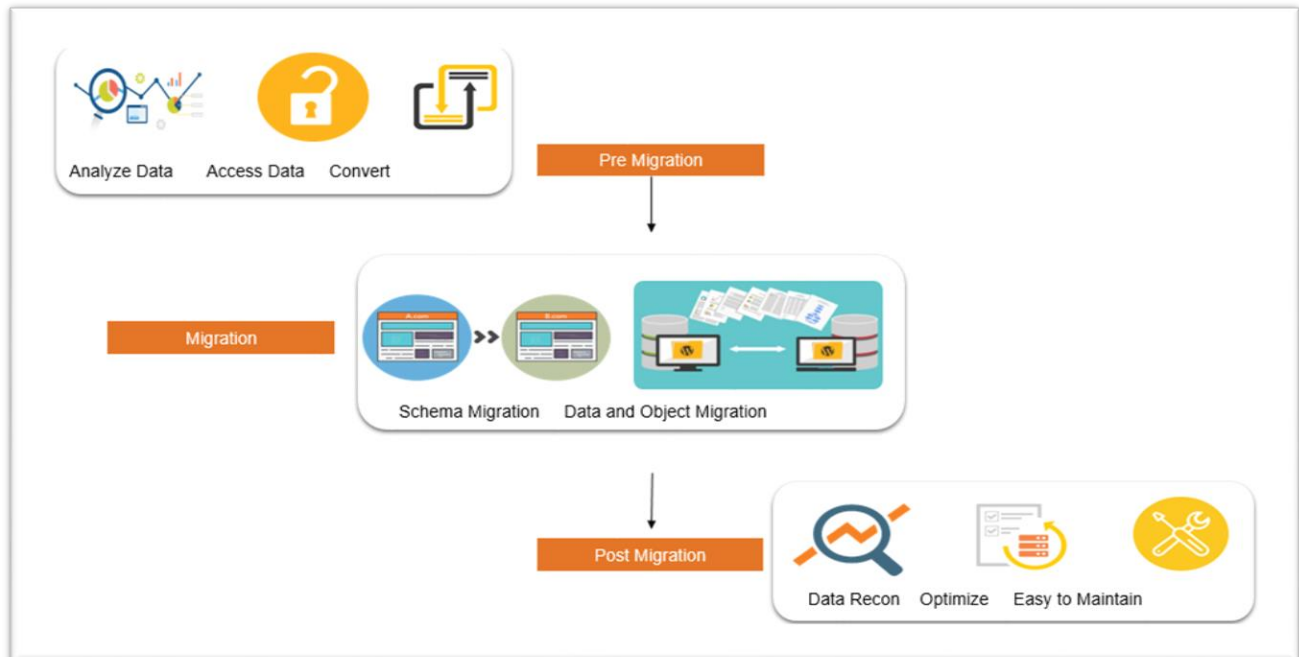 Analyze Data Access Data Convert
Pre Migration
Migration
A.com B.com
Schema Migration Data and Object Migration
Post Migration
Data Recon Optimize Easy to Maintain